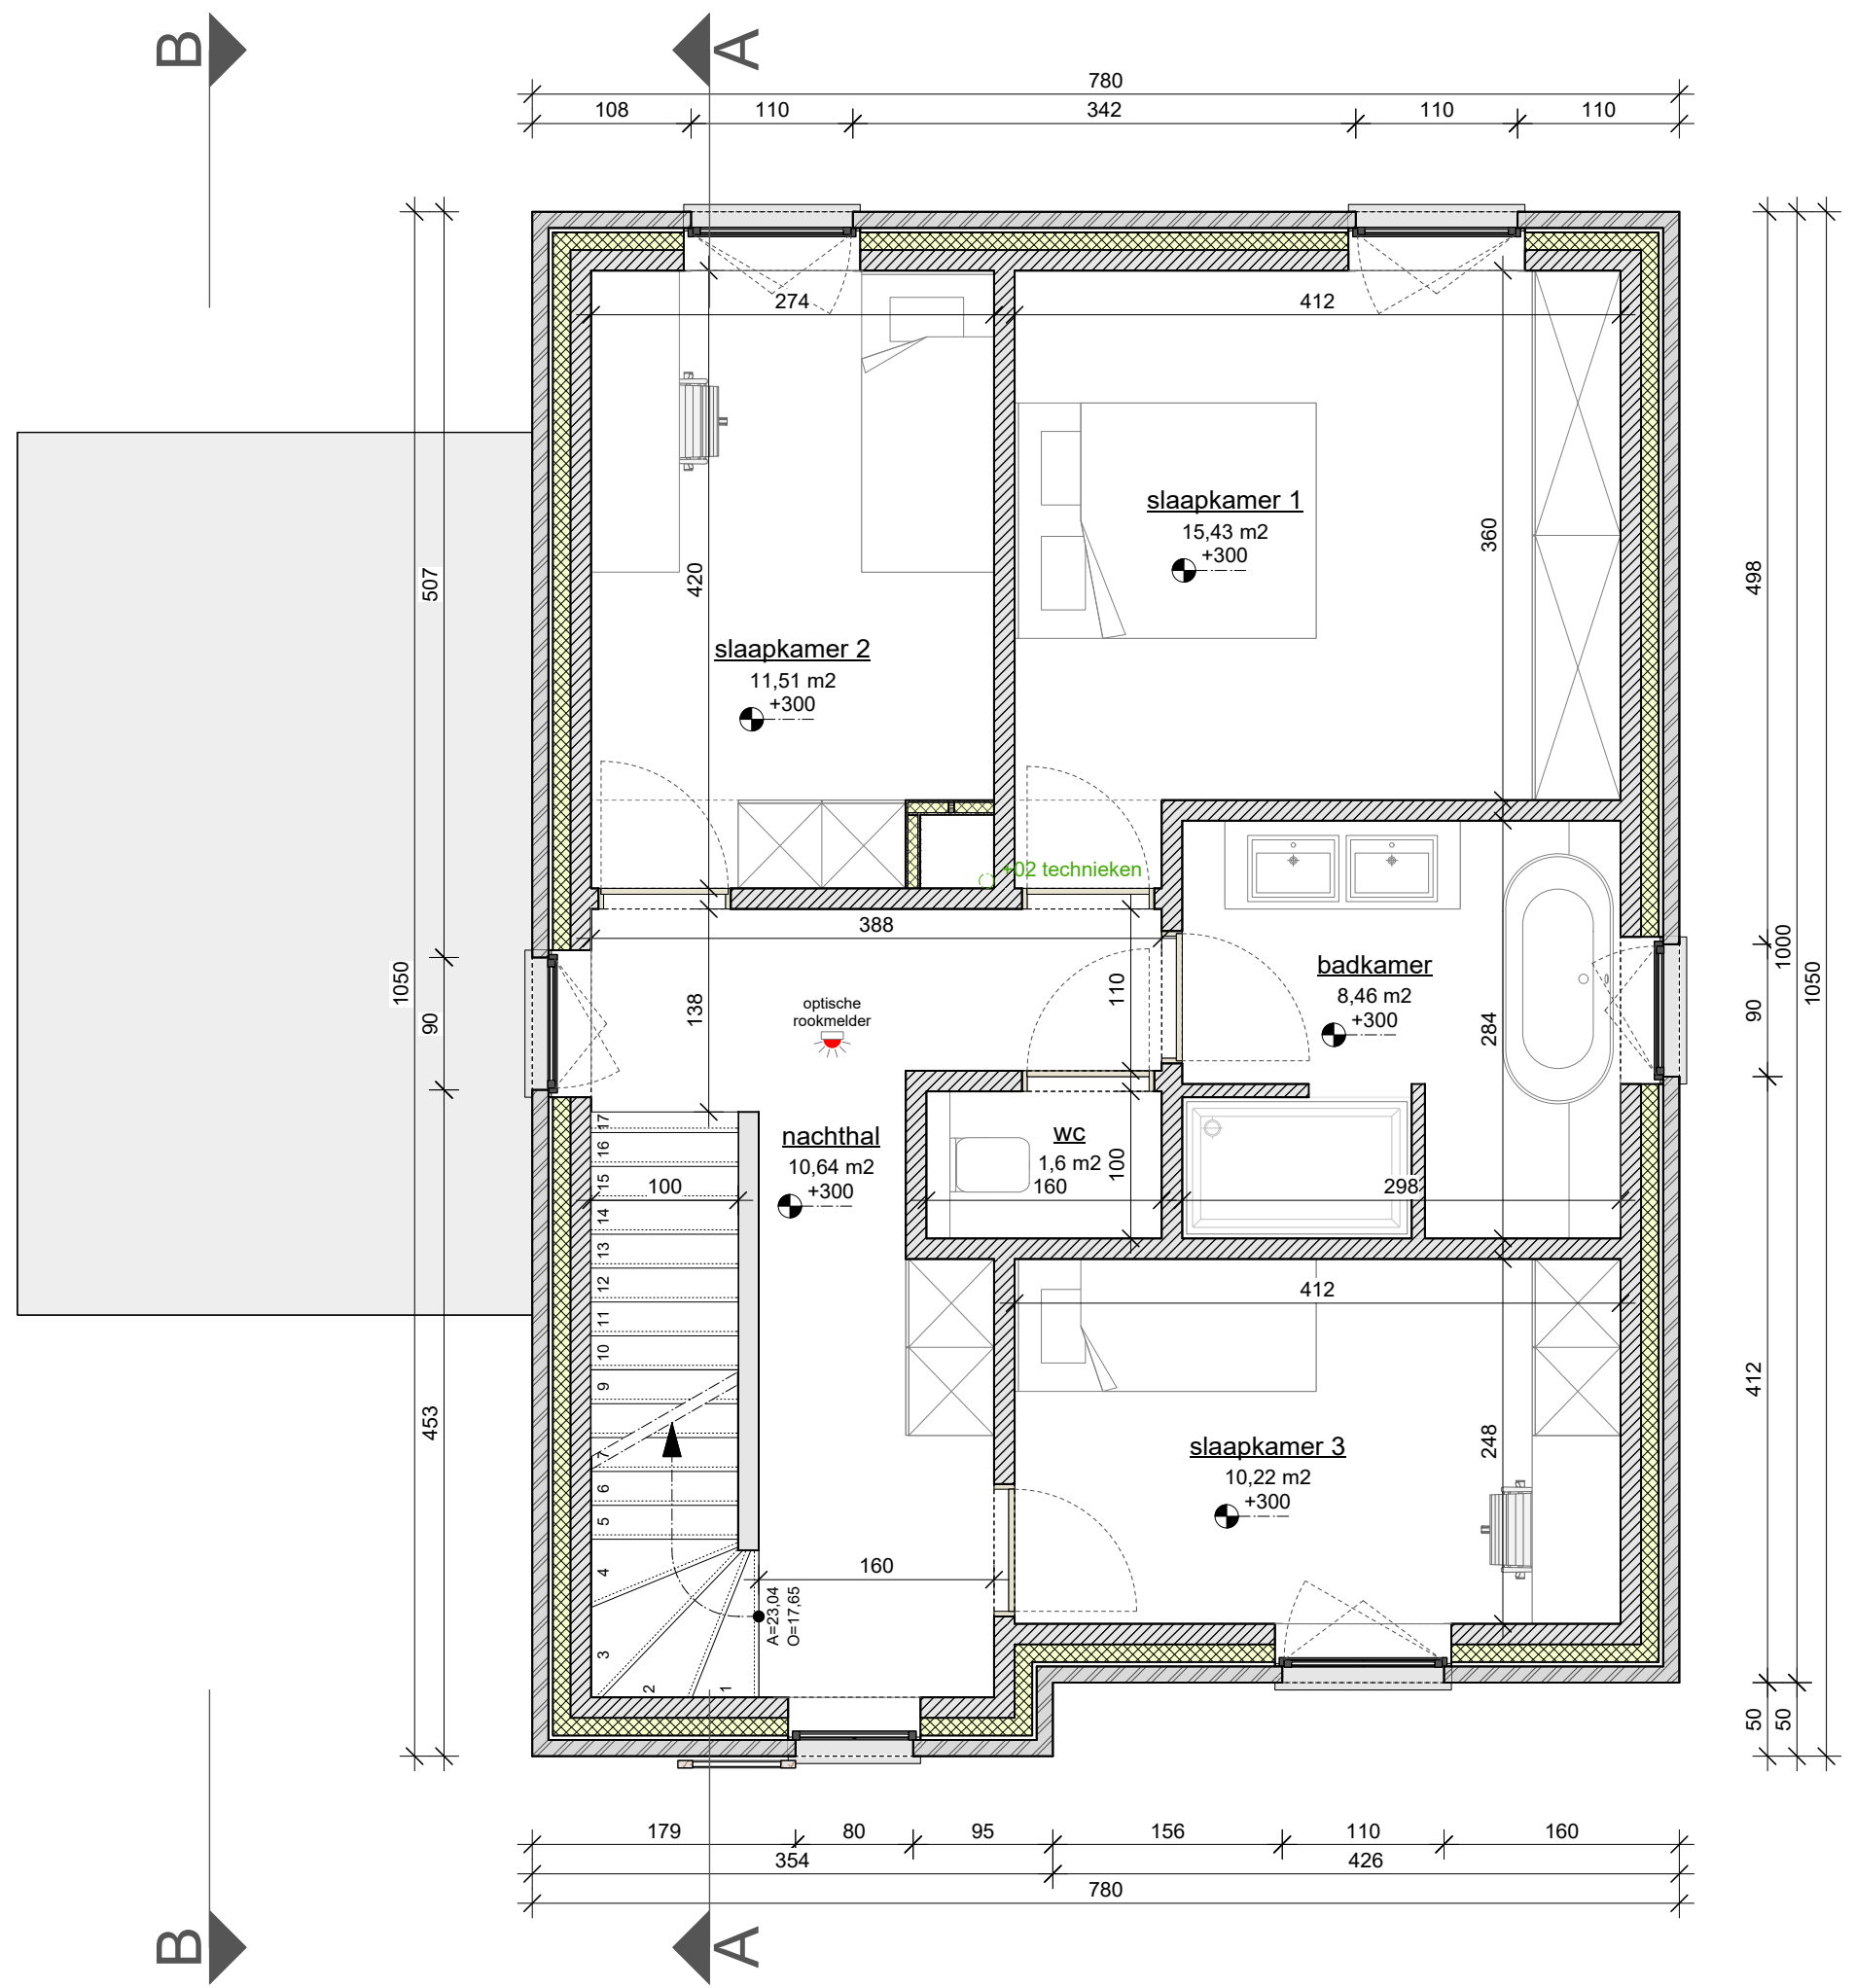 B
A
780
108
110
342
110
110
274
412
slaapkamer 1
15,43 m2
+300
360
420
507
498
slaapkamer 2
11,51 m2
+300
+02 technieken
388
1050
90
138
optische
rookmelder
110
badkamer
8,46 m2
+300
284
90
1000
1050
nachthal
10,64 m2
+300
wc
1,6 m2
100
160
298
100
17
16
15
14
13
12
11
10
9
7
6
5
4
3
2
1
412
453
slaapkamer 3
10,22 m2
+300
248
412
160
A=23,04
O=17,65
50
50
179
80
95
156
110
160
354
426
780
B
A